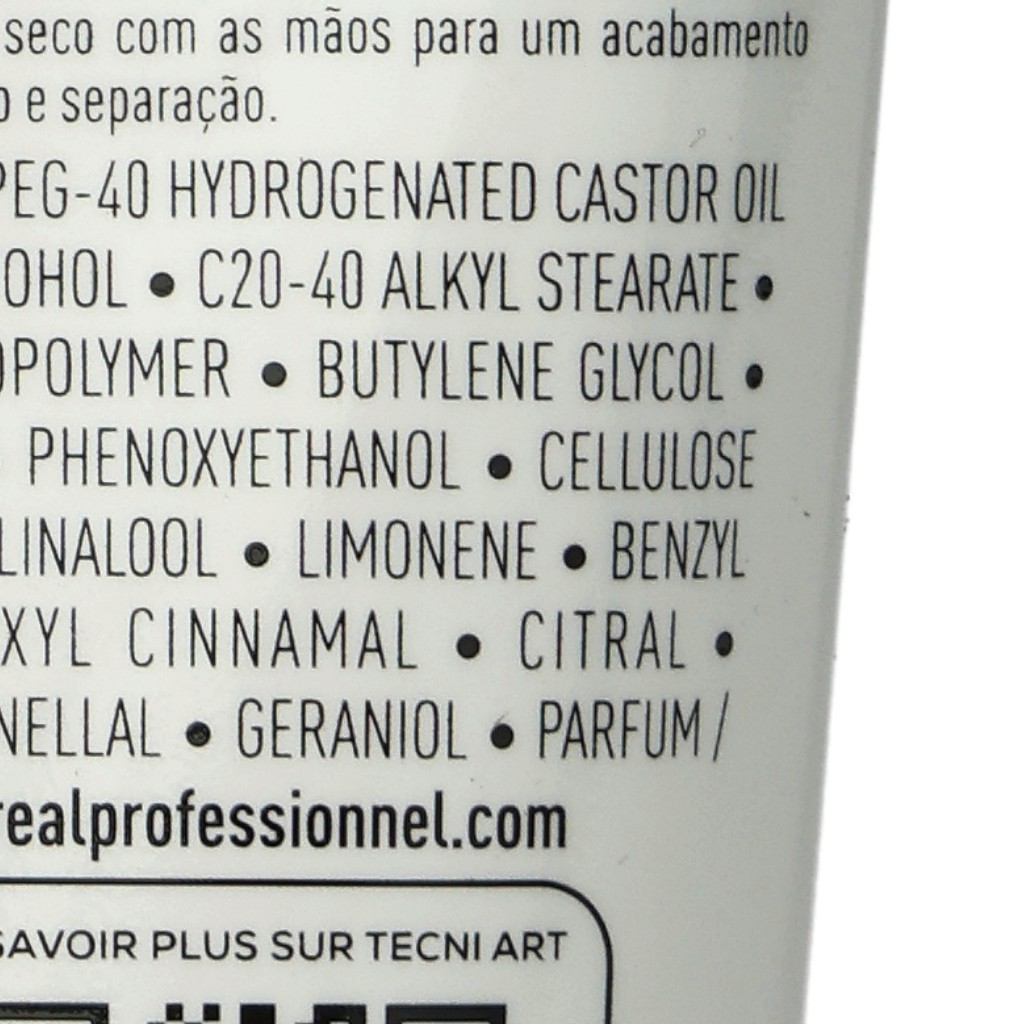 seco com as mãos para um acabamento
o e separação.
PEG-40 HYDROGENATED CASTOR OIL
OHOL • C20-40 ALKYL STEARATE •
OPOLYMER • BUTYLENE GLYCOL •
PHENOXYETHANOL • CELLULOSE
LINALOOL • LIMONENE • BENZYL
XYL CINNAMAL • CITRAL •
NELLAL • GERANIOL • PARFUM /
realprofessionnel.com
SAVOIR PLUS SUR TECNI ART